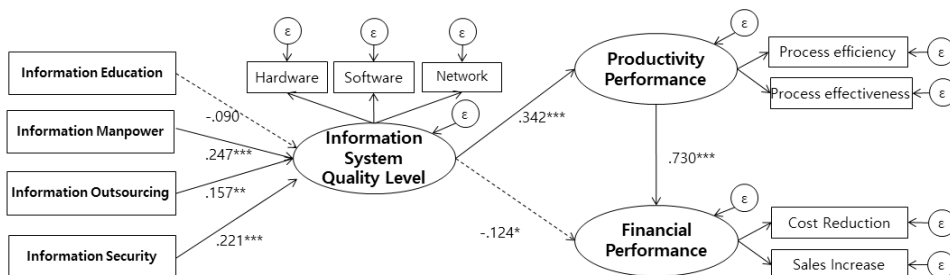 ε
ε
ε
ε
Information Education
Hardware
Software
Network
Productivity
Performance
Process efficiency
ε
Process effectiveness
ε
ε
-.090
.342***
Information Manpower
.247***
Information
System
Quality Level
.730***
Information Outsourcing
.157**
ε
Information Security
.221***
-.124*
Financial
Performance
Cost Reduction
ε
Sales Increase
ε